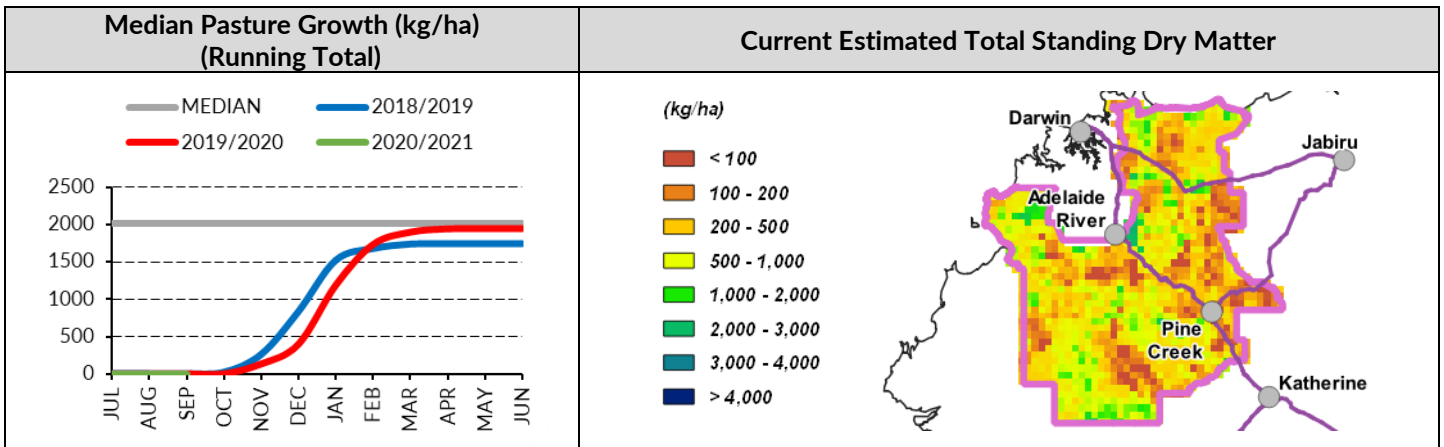 Median Pasture Growth (kg/ha)
(Running Total)
Current Estimated Total Standing Dry Matter
MEDIAN
2018/2019
2019/2020
2020/2021
2500
2000
1500
1000
500
0
JUL
AUG
SEP
OCT
NOV
DEC
JAN
FEB
MAR
APR
MAY
JUN
(kg/ha)
< 100
100 - 200
200 - 500
500 - 1,000
1,000 - 2,000
2,000 - 3,000
3,000 - 4,000
> 4,000
Darwin
Jabiru
Adelaide
River
Pine
Creek
Katherine